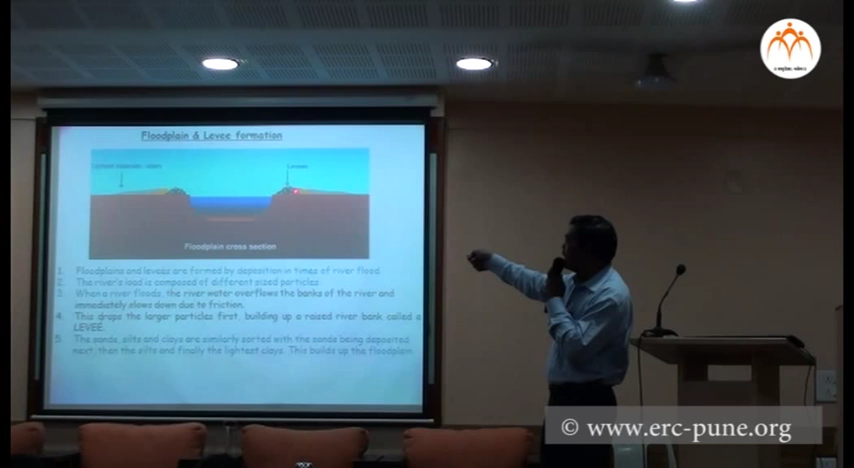 Floodplain & Levee formation
Levees
Floodplain cross section
1. Floodplains and levees are formed by deposition in times of river flood.
2. The river's load is composed of different sized particles
3. When a river floods, the river water overflows the banks of the river and
immediately slows down due to friction.
4. This drops the larger particles first, building up a raised river bank called a
LEVEE.
5. The sands, silts and clays are similarly sorted with the sands being deposited
next, then the silts and finally the lightest clays. This builds up the floodplain.
© www.erc-pune.org